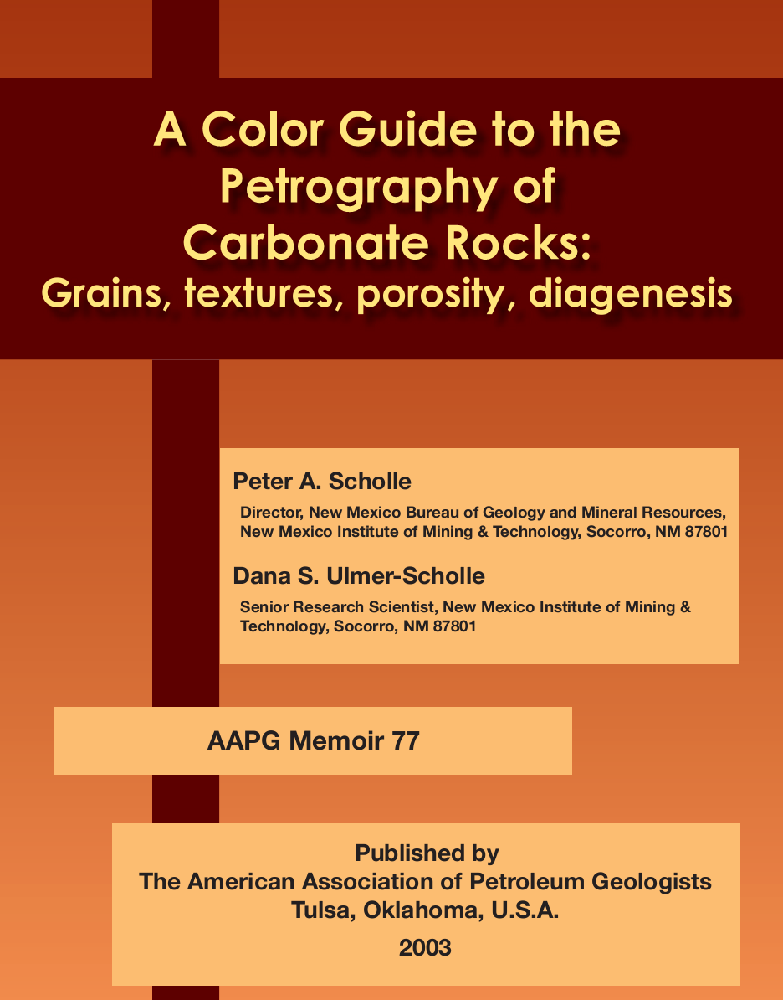 A Color Guide to the
Petrography of
Carbonate Rocks:
Grains, textures, porosity, diagenesis
Peter A. Scholle
Director, New Mexico Bureau of Geology and Mineral Resources,
New Mexico Institute of Mining & Technology, Socorro, NM 87801
Dana S. Ulmer-Scholle
Senior Research Scientist, New Mexico Institute of Mining &
Technology, Socorro, NM 87801
AAPG Memoir 77
Published by
The American Association of Petroleum Geologists
Tulsa, Oklahoma, U.S.A.
2003